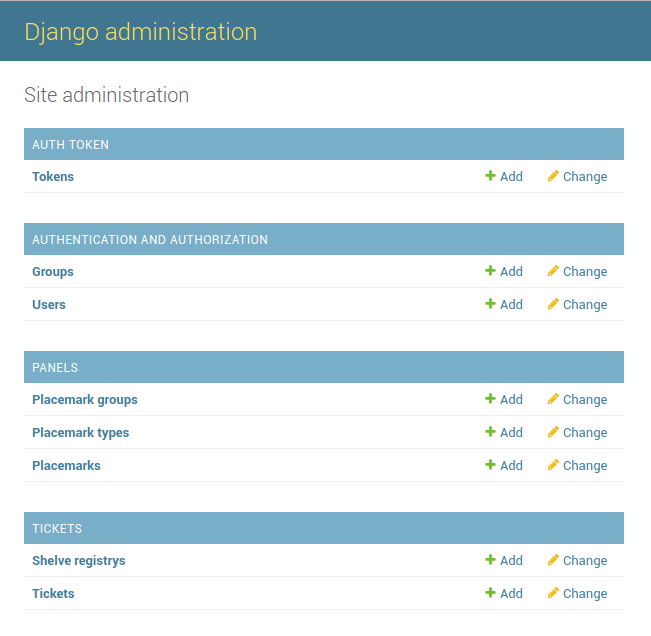 Django administration
Site administration
AUTH TOKEN
Tokens Add Change
AUTHENTICATION AND AUTHORIZATION
Groups Add Change
Users Add Change
PANELS
Placemark groups Add Change
Placemark types Add Change
Placemarks Add Change
TICKETS
Shelve registrys Add Change
Tickets Add Change